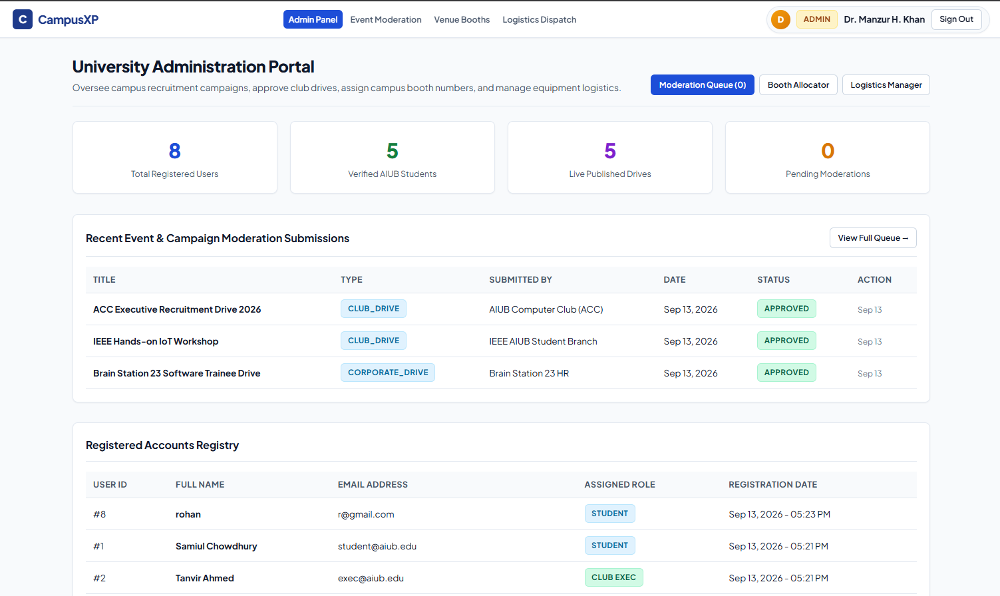 C CampusXP Admin Panel Event Moderation Venue Booths Logistics Dispatch D ADMIN Dr. Manzur H. Khan Sign Out
University Administration Portal
Oversee campus recruitment campaigns, approve club drives, assign campus booth numbers, and manage equipment logistics.
Moderation Queue (0) Booth Allocator Logistics Manager
8 5 5 0
Total Registered Users Verified AIUB Students Live Published Drives Pending Moderations
Recent Event & Campaign Moderation Submissions View Full Queue →
TITLE TYPE SUBMITTED BY DATE STATUS ACTION
ACC Executive Recruitment Drive 2026 CLUB_DRIVE AIUB Computer Club (ACC) Sep 13, 2026 APPROVED Sep 13
IEEE Hands-on IoT Workshop CLUB_DRIVE IEEE AIUB Student Branch Sep 13, 2026 APPROVED Sep 13
Brain Station 23 Software Trainee Drive CORPORATE_DRIVE Brain Station 23 HR Sep 13, 2026 APPROVED Sep 13
Registered Accounts Registry
USER ID FULL NAME EMAIL ADDRESS ASSIGNED ROLE REGISTRATION DATE
#8 rohan r@gmail.com STUDENT Sep 13, 2026 - 05:23 PM
#1 Samiul Chowdhury student@aiub.edu STUDENT Sep 13, 2026 - 05:21 PM
#2 Tanvir Ahmed exec@aiub.edu CLUB EXEC Sep 13, 2026 - 05:21 PM